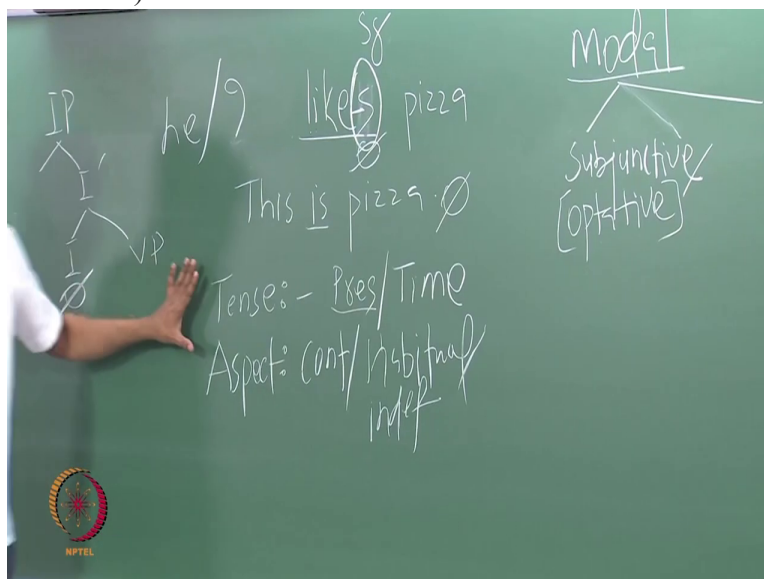 IP
I'
I VP
Ø
sg
he/I likes pizza
Ø
This is pizza. Ø
Tense:- Pres/Time
Aspect: Cont/Habitual/
indef
Modal
Subjunctive/
[optative]
NPTEL